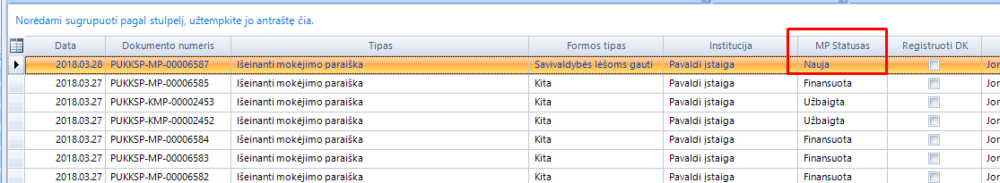 Norėdami sugrupuoti pagal stulpelį, užtempkite jo antraštę čia.
Data Dokumento numeris Tipas Formos tipas Institucija MP Statusas Registruoti DK
2018.03.28 PUKKSP-MP-00006587 Išeinanti mokėjimo paraiška Savivaldybės lėšoms gauti Pavaldi įstaiga Nauja Jor
2018.03.27 PUKKSP-MP-00006585 Išeinanti mokėjimo paraiška Kita Pavaldi įstaiga Finansuota Jor
2018.03.27 PUKKSP-KMP-00002453 Išeinanti mokėjimo paraiška Kita Pavaldi įstaiga Užbaigta Jor
2018.03.27 PUKKSP-KMP-00002452 Išeinanti mokėjimo paraiška Kita Pavaldi įstaiga Užbaigta Jor
2018.03.27 PUKKSP-MP-00006584 Išeinanti mokėjimo paraiška Kita Pavaldi įstaiga Finansuota Jor
2018.03.27 PUKKSP-MP-00006583 Išeinanti mokėjimo paraiška Kita Pavaldi įstaiga Finansuota Jor
2018.03.27 PUKKSP-MP-00006582 Išeinanti mokėjimo paraiška Kita Pavaldi įstaiga Finansuota Jor